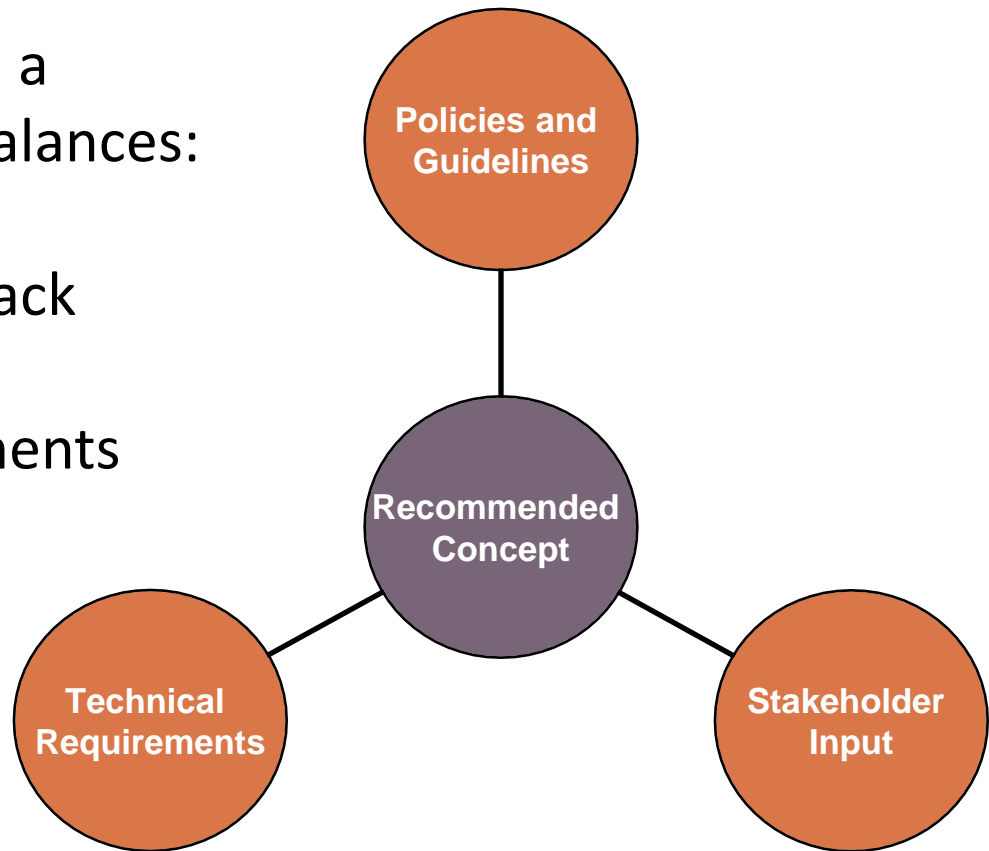 a
alances:
ack
nents
Policies and
Guidelines
Recommended
Concept
Technical
Requirements
Stakeholder
Input